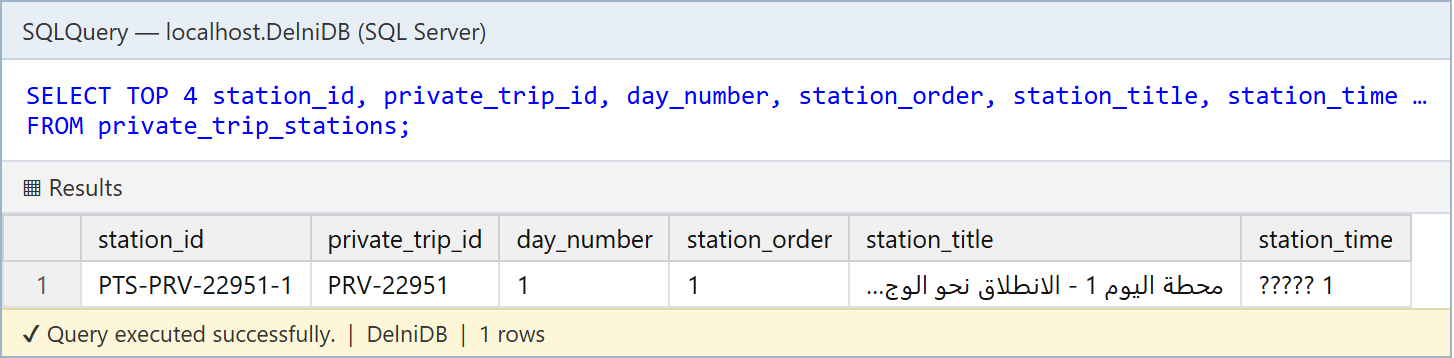 SQLQuery — localhost.DelniDB (SQL Server)
SELECT TOP 4 station_id, private_trip_id, day_number, station_order, station_title, station_time …
FROM private_trip_stations;
▦ Results
station_id private_trip_id day_number station_order station_title station_time
1 PTS-PRV-22951-1 PRV-22951 1 1 محطة اليوم 1 - الانطلاق نحو الوج... ????? 1
✓ Query executed successfully. | DelniDB | 1 rows